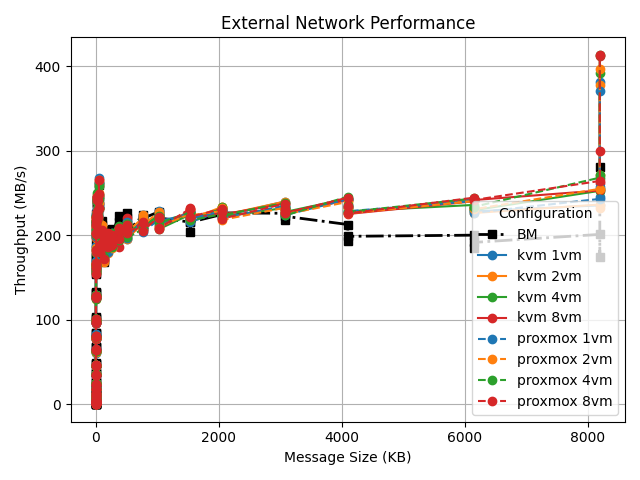 External Network Performance
Throughput (MB/s)
400
300
200
100
0
0 2000 4000 6000 8000
Message Size (KB)
Configuration
BM
kvm 1vm
kvm 2vm
kvm 4vm
kvm 8vm
proxmox 1vm
proxmox 2vm
proxmox 4vm
proxmox 8vm